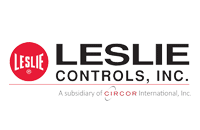 LESLIE
®
LESLIE
CONTROLS, INC.
A subsidiary of CIRCOR International, Inc.